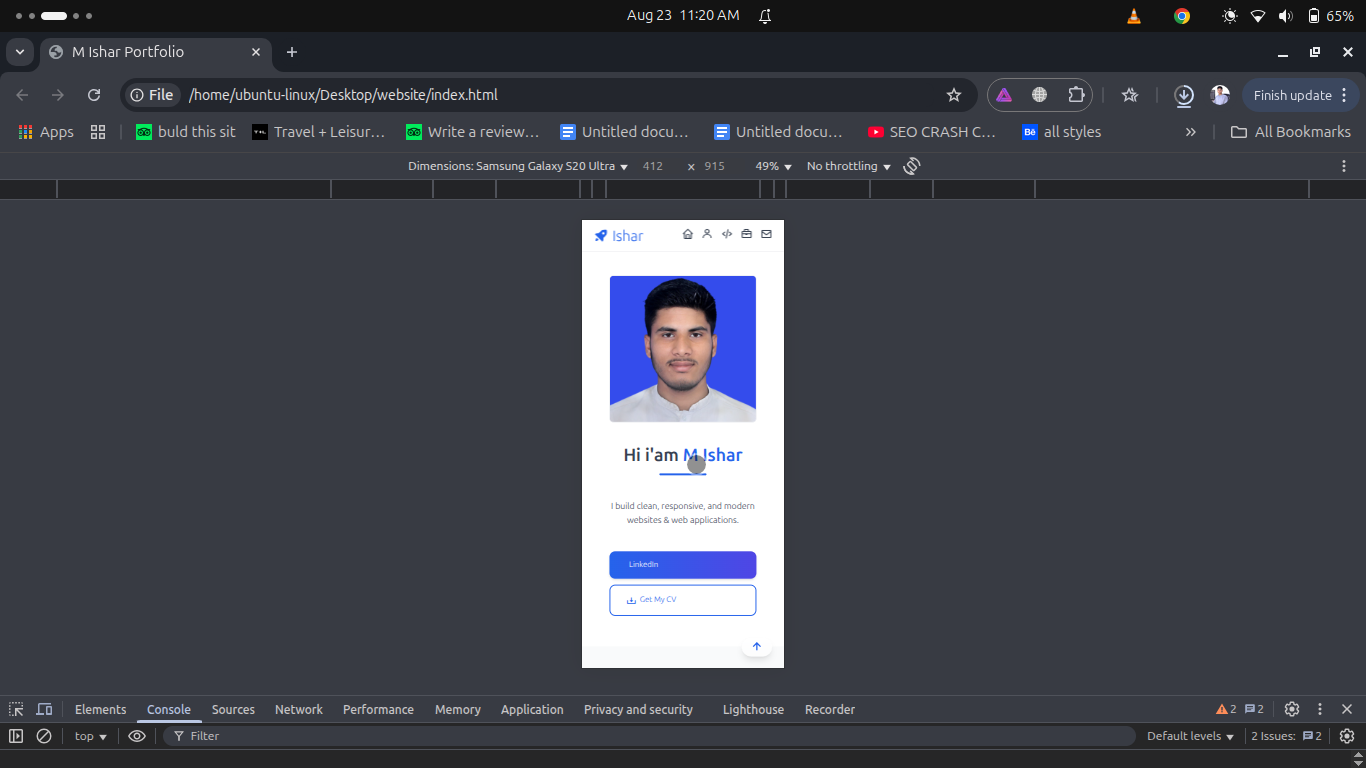 Aug 23 11:20 AM
65%
M Ishar Portfolio
File /home/ubuntu-linux/Desktop/website/index.html
Finish update
Apps
buld this sit
Travel + Leisur...
Write a review...
Untitled docu...
Untitled docu...
SEO CRASH C...
Bē all styles
All Bookmarks
Dimensions: Samsung Galaxy S20 Ultra 412 x 915 49% No throttling
Ishar
Hi i'am M Ishar
I build clean, responsive, and modern
websites & web applications.
LinkedIn
Get My CV
Elements Console Sources Network Performance Memory Application Privacy and security Lighthouse Recorder 2 2
top Filter Default levels 2 Issues: 2